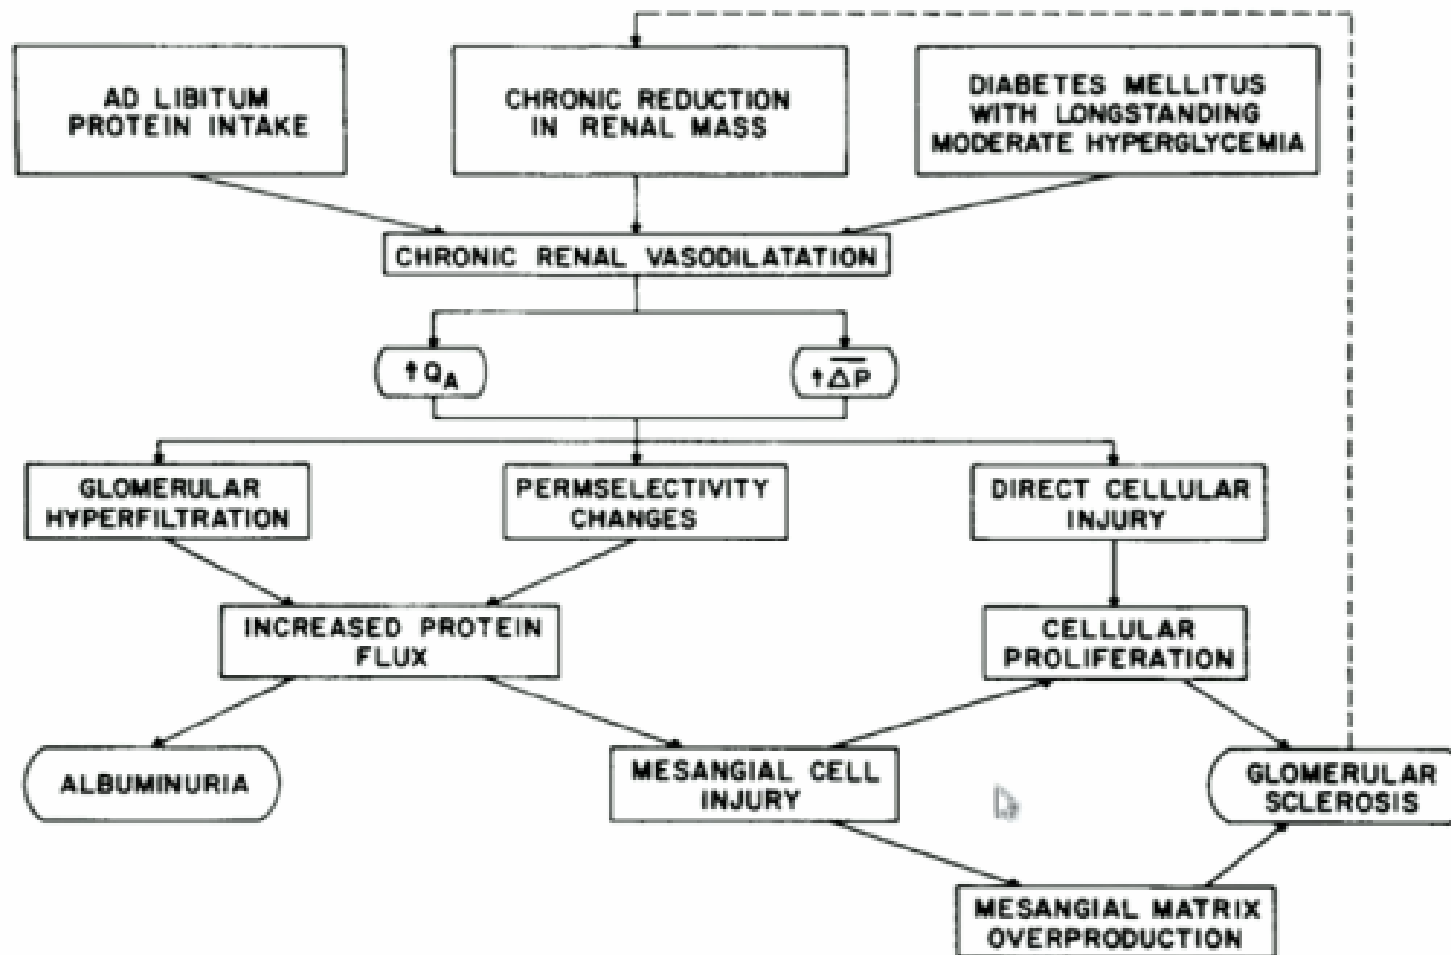 AD LIBITUM
PROTEIN INTAKE
CHRONIC REDUCTION
IN RENAL MASS
DIABETES MELLITUS
WITH LONGSTANDING
MODERATE HYPERGLYCEMIA
CHRONIC RENAL VASODILATATION
↑QA
↑ΔP̅
GLOMERULAR
HYPERFILTRATION
PERMSELECTIVITY
CHANGES
DIRECT CELLULAR
INJURY
INCREASED PROTEIN
FLUX
CELLULAR
PROLIFERATION
ALBUMINURIA
MESANGIAL CELL
INJURY
GLOMERULAR
SCLEROSIS
MESANGIAL MATRIX
OVERPRODUCTION